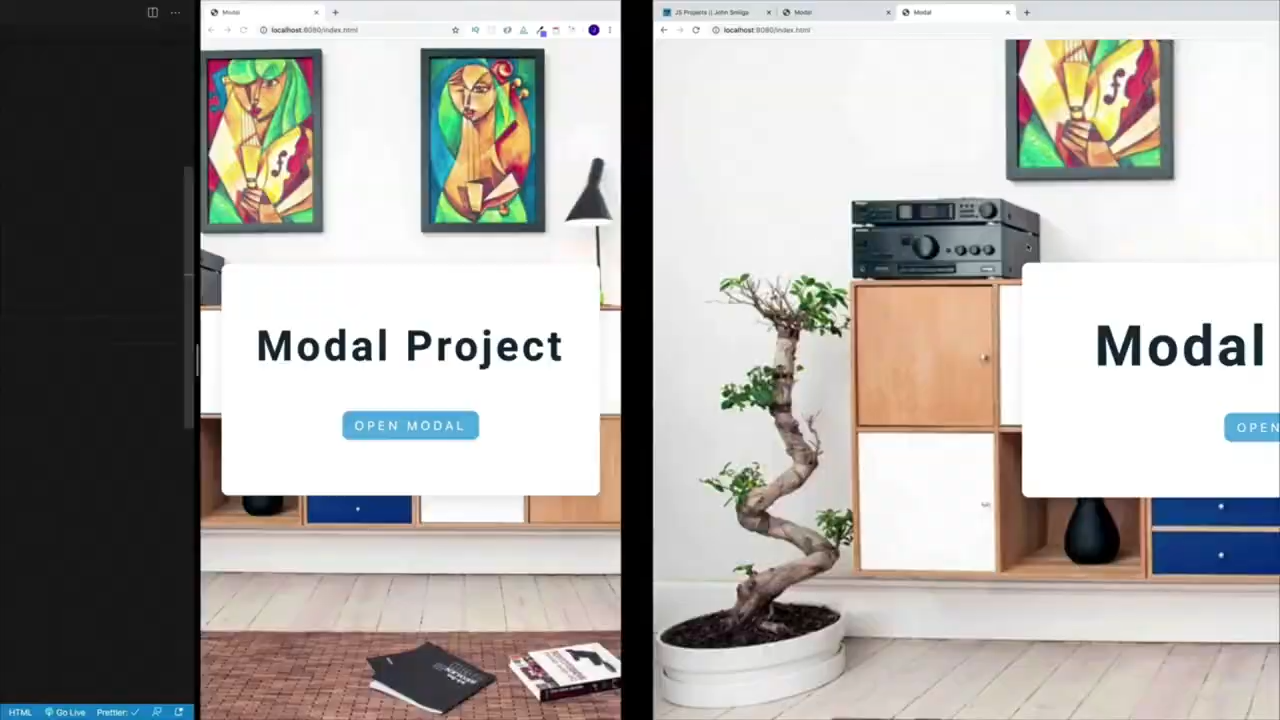 Modal
localhost:8080/index.html
Modal Project
OPEN MODAL
HTML
Go Live
Prettier: ✓
JS Projects || John Smilga
Modal
Modal
localhost:8080/index.html
Modal
OPEN